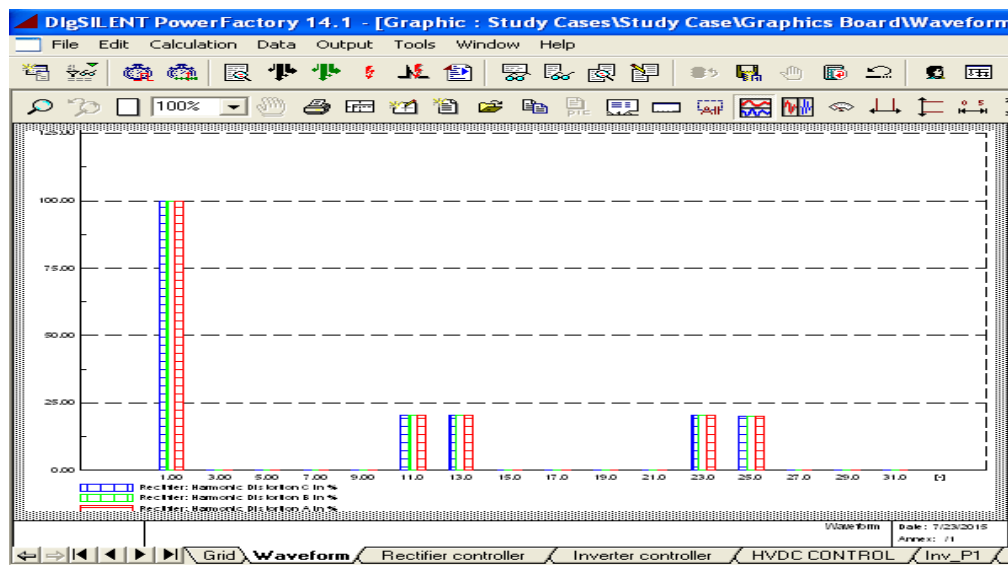 DIgSILENT PowerFactory 14.1 - [Graphic : Study Cases\Study Case\Graphics Board\Waveform
File Edit Calculation Data Output Tools Window Help
100%
125.00
100.00
75.00
50.00
25.00
0.00
1.00 3.00 5.00 7.00 9.00 11.0 13.0 15.0 17.0 19.0 21.0 23.0 25.0 27.0 29.0 31.0 [-]
Rectifier: Harmonic Distortion C in %
Rectifier: Harmonic Distortion B in %
Rectifier: Harmonic Distortion A in %
Waveform Date: 7/23/2015
Annex: /1
Grid Waveform Rectifier controller Inverter controller HVDC CONTROL Inv_P1